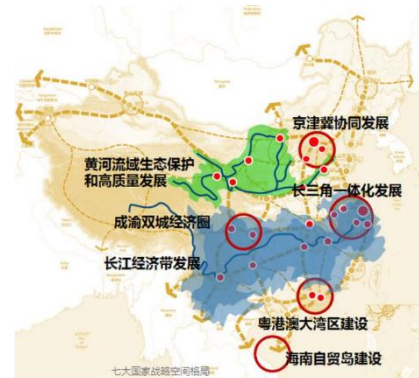 京津冀协同发展
黄河流域生态保护
和高质量发展
长三角一体化发展
成渝双城经济圈
长江经济带发展
粤港澳大湾区建设
海南自贸岛建设
七大国家战略空间格局